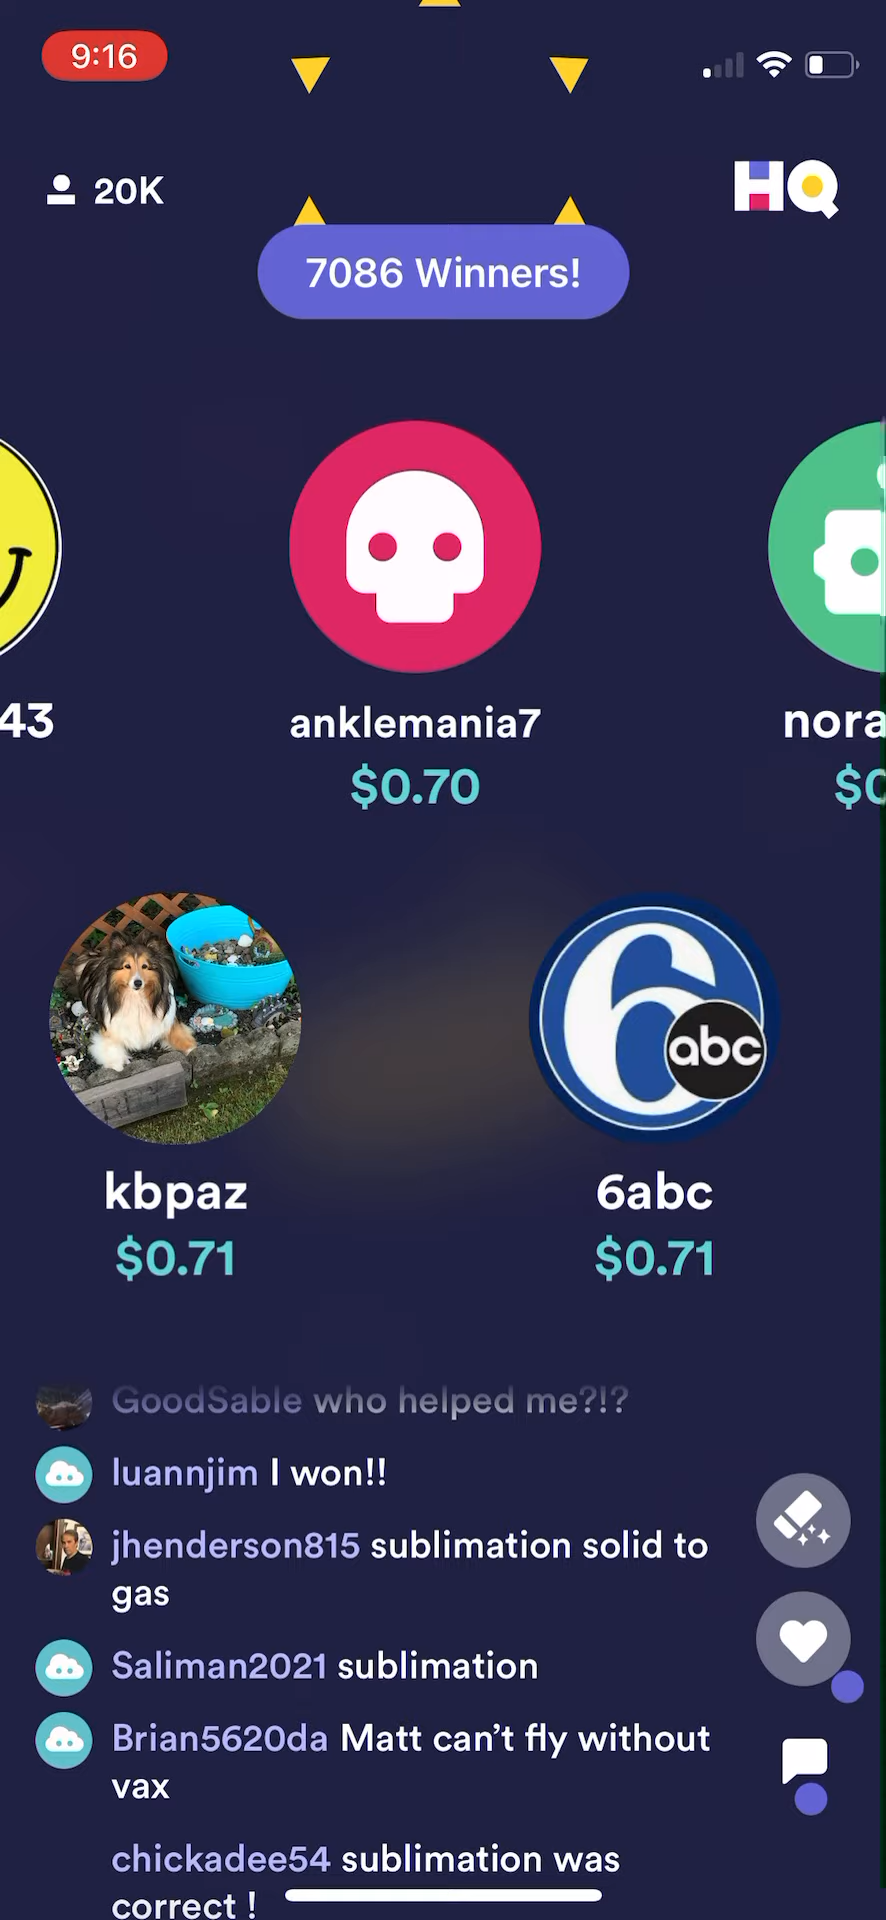 9:16
20K
HQ
7086 Winners!
43
anklemania7
nora
$0.70
$0
abc
6
kbpaz
6abc
$0.71
$0.71
GoodSable who helped me?!?
luannjim I won!!
jhenderson815 sublimation solid to
gas
Saliman2021 sublimation
Brian5620da Matt can’t fly without
vax
chickadee54 sublimation was
correct !